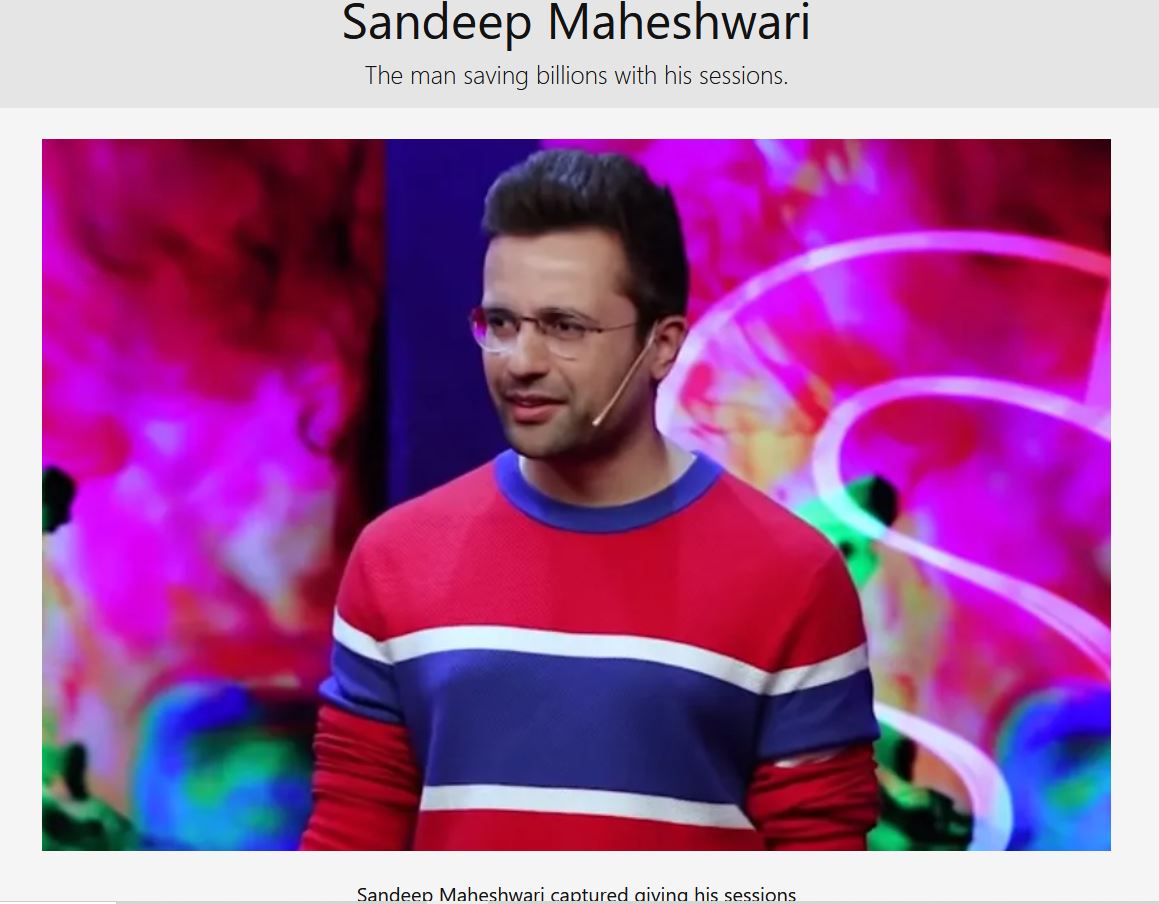 Sandeep Maheshwari
The man saving billions with his sessions.
Sandeep Maheshwari captured giving his sessions